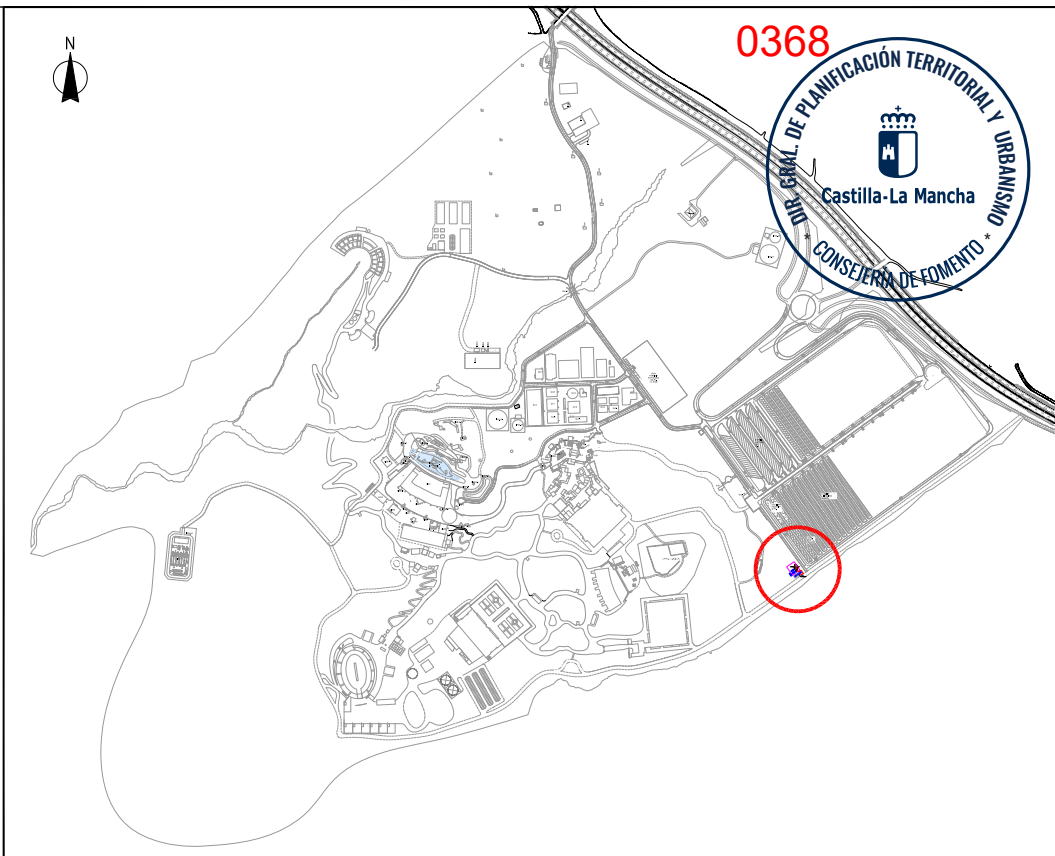 N
0368
DIR. GRAL. DE PLANIFICACIÓN TERRITORIAL Y URBANISMO
Castilla-La Mancha
* CONSEJERÍA DE FOMENTO *